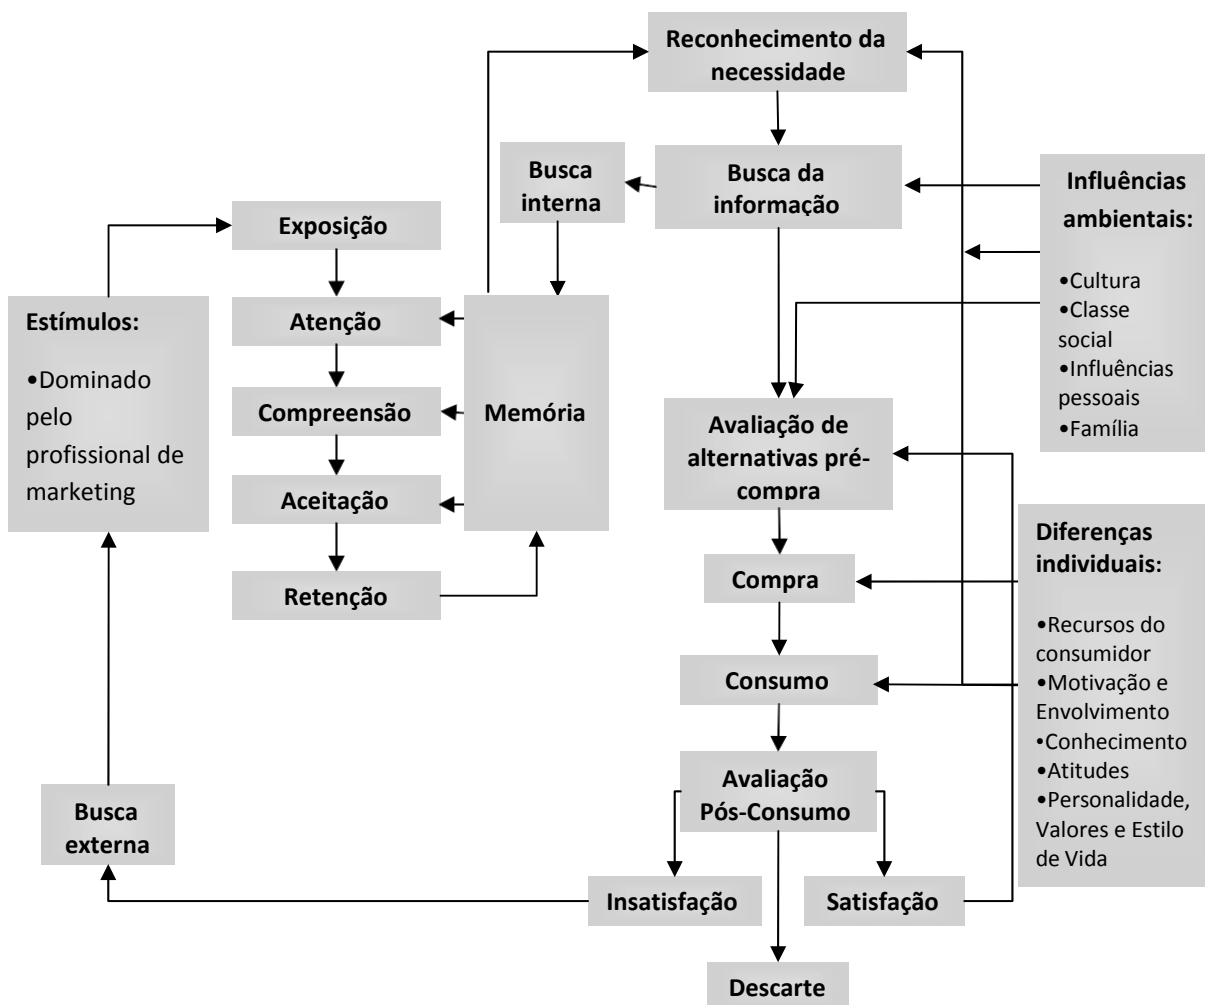 Reconhecimento da
necessidade
Busca
interna
Busca da
informação
Influências
ambientais:
•Cultura
•Classe
social
•Influências
pessoais
•Família
Exposição
Estímulos:
•Dominado
pelo
profissional de
marketing
Atenção
Compreensão
Memória
Aceitação
Retenção
Avaliação de
alternativas pré-
compra
Diferenças
individuais:
•Recursos do
consumidor
•Motivação e
Envolvimento
•Conhecimento
•Atitudes
•Personalidade,
Valores e Estilo
de Vida
Compra
Consumo
Avaliação
Pós-Consumo
Busca
externa
Insatisfação
Satisfação
Descarte